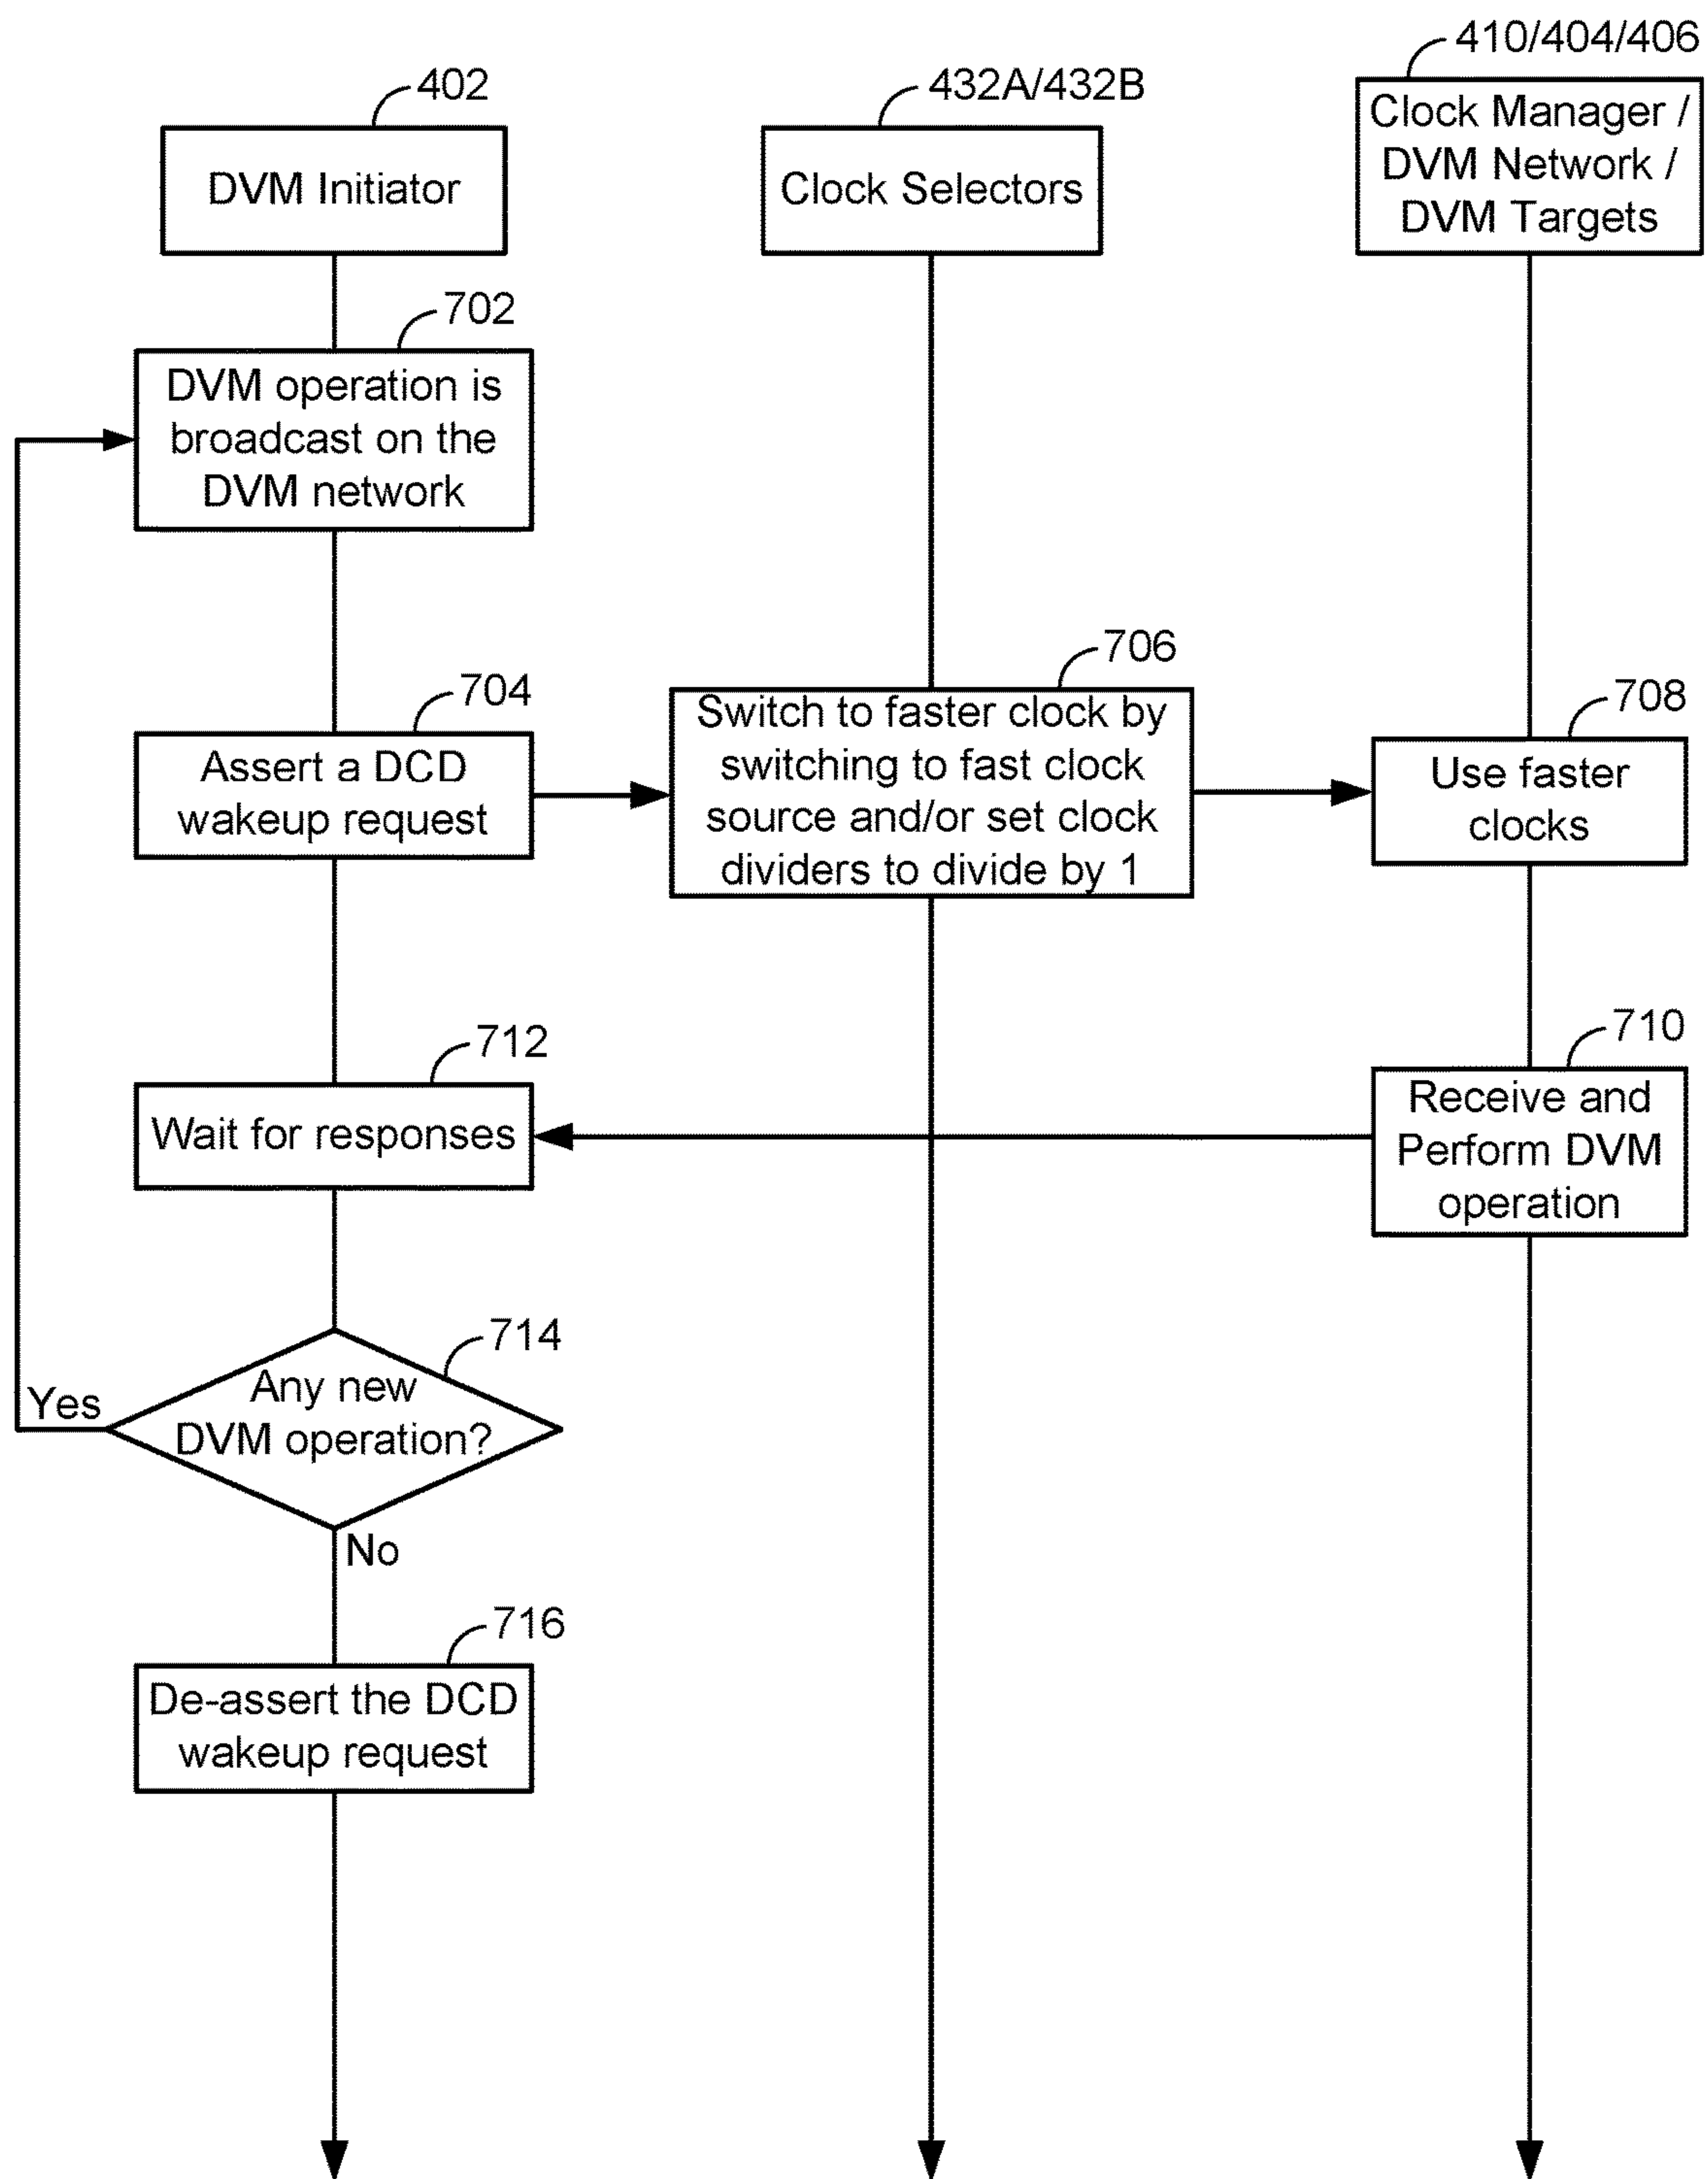 410/404/406
402
432A/432B
Clock Manager /
DVM Network /
DVM Targets
DVM Initiator
Clock Selectors
702
DVM operation is
broadcast on the
DVM network
706
704
708
Switch to faster clock by
switching to fast clock
source and/or set clock
dividers to divide by 1
Assert a DCD
wakeup request
Use faster
clocks
710
712
Receive and
Perform DVM
operation
Wait for responses
714
Any new
DVM operation?
Yes
No
716
De-assert the DCD
wakeup request